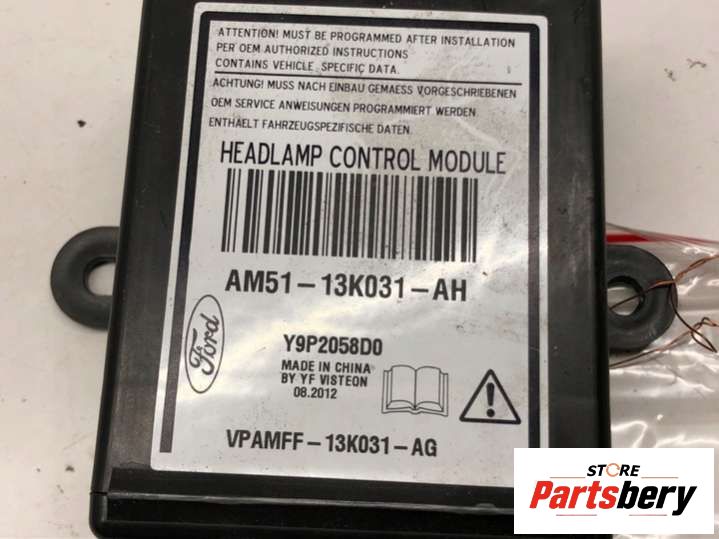 ATTENTION! MUST BE PROGRAMMED AFTER INSTALLATION
PER OEM AUTHORIZED INSTRUCTIONS
CONTAINS VEHICLE SPECIFIC DATA.
ACHTUNG! MUSS NACH EINBAU GEMAESS VORGESCHRIEBENEN
OEM SERVICE ANWEISUNGEN PROGRAMMIERT WERDEN
ENTHAELT FAHRZEUGSPEZIFISCHE DATEN.
HEADLAMP CONTROL MODULE
AM51-13K031-AH
Ford
Y9P2058D0
MADE IN CHINA
BY YF VISTEON
08.2012
VPAMFF-13K031-AG
STORE
Partsbery